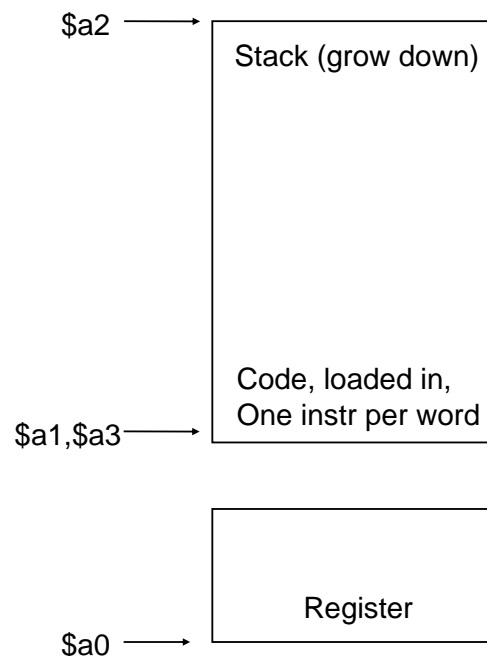 $a2
Stack (grow down)
Code, loaded in,
One instr per word
$a1,$a3
Register
$a0